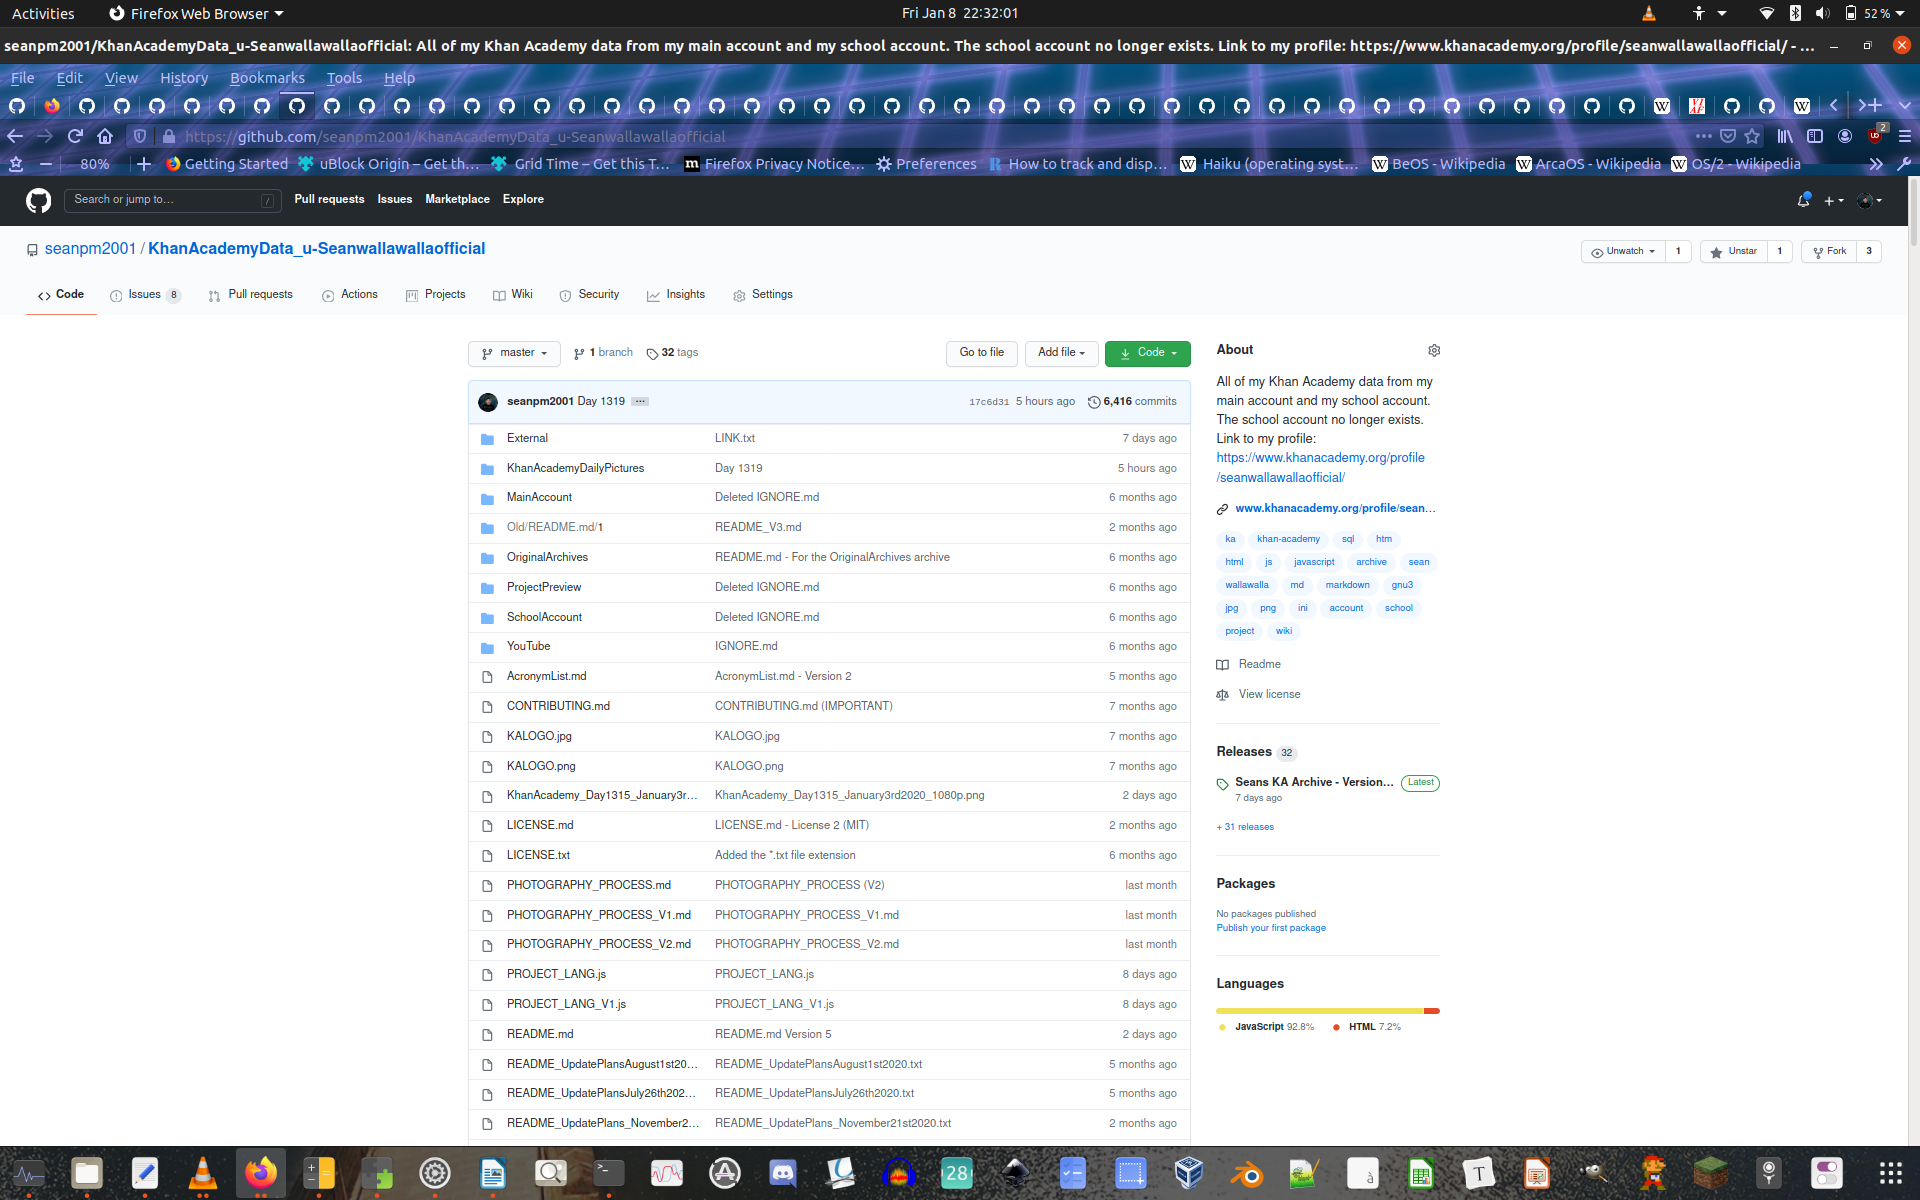 Activities Firefox Web Browser Fri Jan 8 22:32:01 52 %
seanpm2001/KhanAcademyData_u-Seanwallawallaofficial: All of my Khan Academy data from my main account and my school account. The school account no longer exists. Link to my profile: https://www.khanacademy.org/profile/seanwallawallaofficial/ - ...
File Edit View History Bookmarks Tools Help
https://github.com/seanpm2001/KhanAcademyData_u-Seanwallawallaofficial 2
80% Getting Started uBlock Origin – Get th… Grid Time – Get this T… Firefox Privacy Notice… Preferences How to track and disp… Haiku (operating syst… BeOS - Wikipedia ArcaOS - Wikipedia OS/2 - Wikipedia
Search or jump to… / Pull requests Issues Marketplace Explore
seanpm2001 / KhanAcademyData_u-Seanwallawallaofficial Unwatch 1 Unstar 1 Fork 3
Code Issues 8 Pull requests Actions Projects Wiki Security Insights Settings
master 1 branch 32 tags Go to file Add file Code
seanpm2001 Day 1319 ... 17c6d31 5 hours ago 6,416 commits
External LINK.txt 7 days ago
KhanAcademyDailyPictures Day 1319 5 hours ago
MainAccount Deleted IGNORE.md 6 months ago
Old/README.md/1 README_V3.md 2 months ago
OriginalArchives README.md - For the OriginalArchives archive 6 months ago
ProjectPreview Deleted IGNORE.md 6 months ago
SchoolAccount Deleted IGNORE.md 6 months ago
YouTube IGNORE.md 6 months ago
AcronymList.md AcronymList.md - Version 2 5 months ago
CONTRIBUTING.md CONTRIBUTING.md (IMPORTANT) 7 months ago
KALOGO.jpg KALOGO.jpg 7 months ago
KALOGO.png KALOGO.png 7 months ago
KhanAcademy_Day1315_January3r… KhanAcademy_Day1315_January3rd2020_1080p.png 2 days ago
LICENSE.md LICENSE.md - License 2 (MIT) 2 months ago
LICENSE.txt Added the *.txt file extension 6 months ago
PHOTOGRAPHY_PROCESS.md PHOTOGRAPHY_PROCESS (V2) last month
PHOTOGRAPHY_PROCESS_V1.md PHOTOGRAPHY_PROCESS_V1.md last month
PHOTOGRAPHY_PROCESS_V2.md PHOTOGRAPHY_PROCESS_V2.md last month
PROJECT_LANG.js PROJECT_LANG.js 8 days ago
PROJECT_LANG_V1.js PROJECT_LANG_V1.js 8 days ago
README.md README.md Version 5 2 days ago
README_UpdatePlansAugust1st20… README_UpdatePlansAugust1st2020.txt 5 months ago
README_UpdatePlansJuly26th202… README_UpdatePlansJuly26th2020.txt 5 months ago
README_UpdatePlans_November2… README_UpdatePlans_November21st2020.txt 2 months ago
About
All of my Khan Academy data from my
main account and my school account.
The school account no longer exists.
Link to my profile:
https://www.khanacademy.org/profile
/seanwallawallaofficial/
www.khanacademy.org/profile/sean…
ka khan-academy sql htm
html js javascript archive sean
wallawalla md markdown gnu3
jpg png ini account school
project wiki
Readme
View license
Releases 32
Seans KA Archive - Version… Latest
7 days ago
+ 31 releases
Packages
No packages published
Publish your first package
Languages
JavaScript 92.8% HTML 7.2%
28